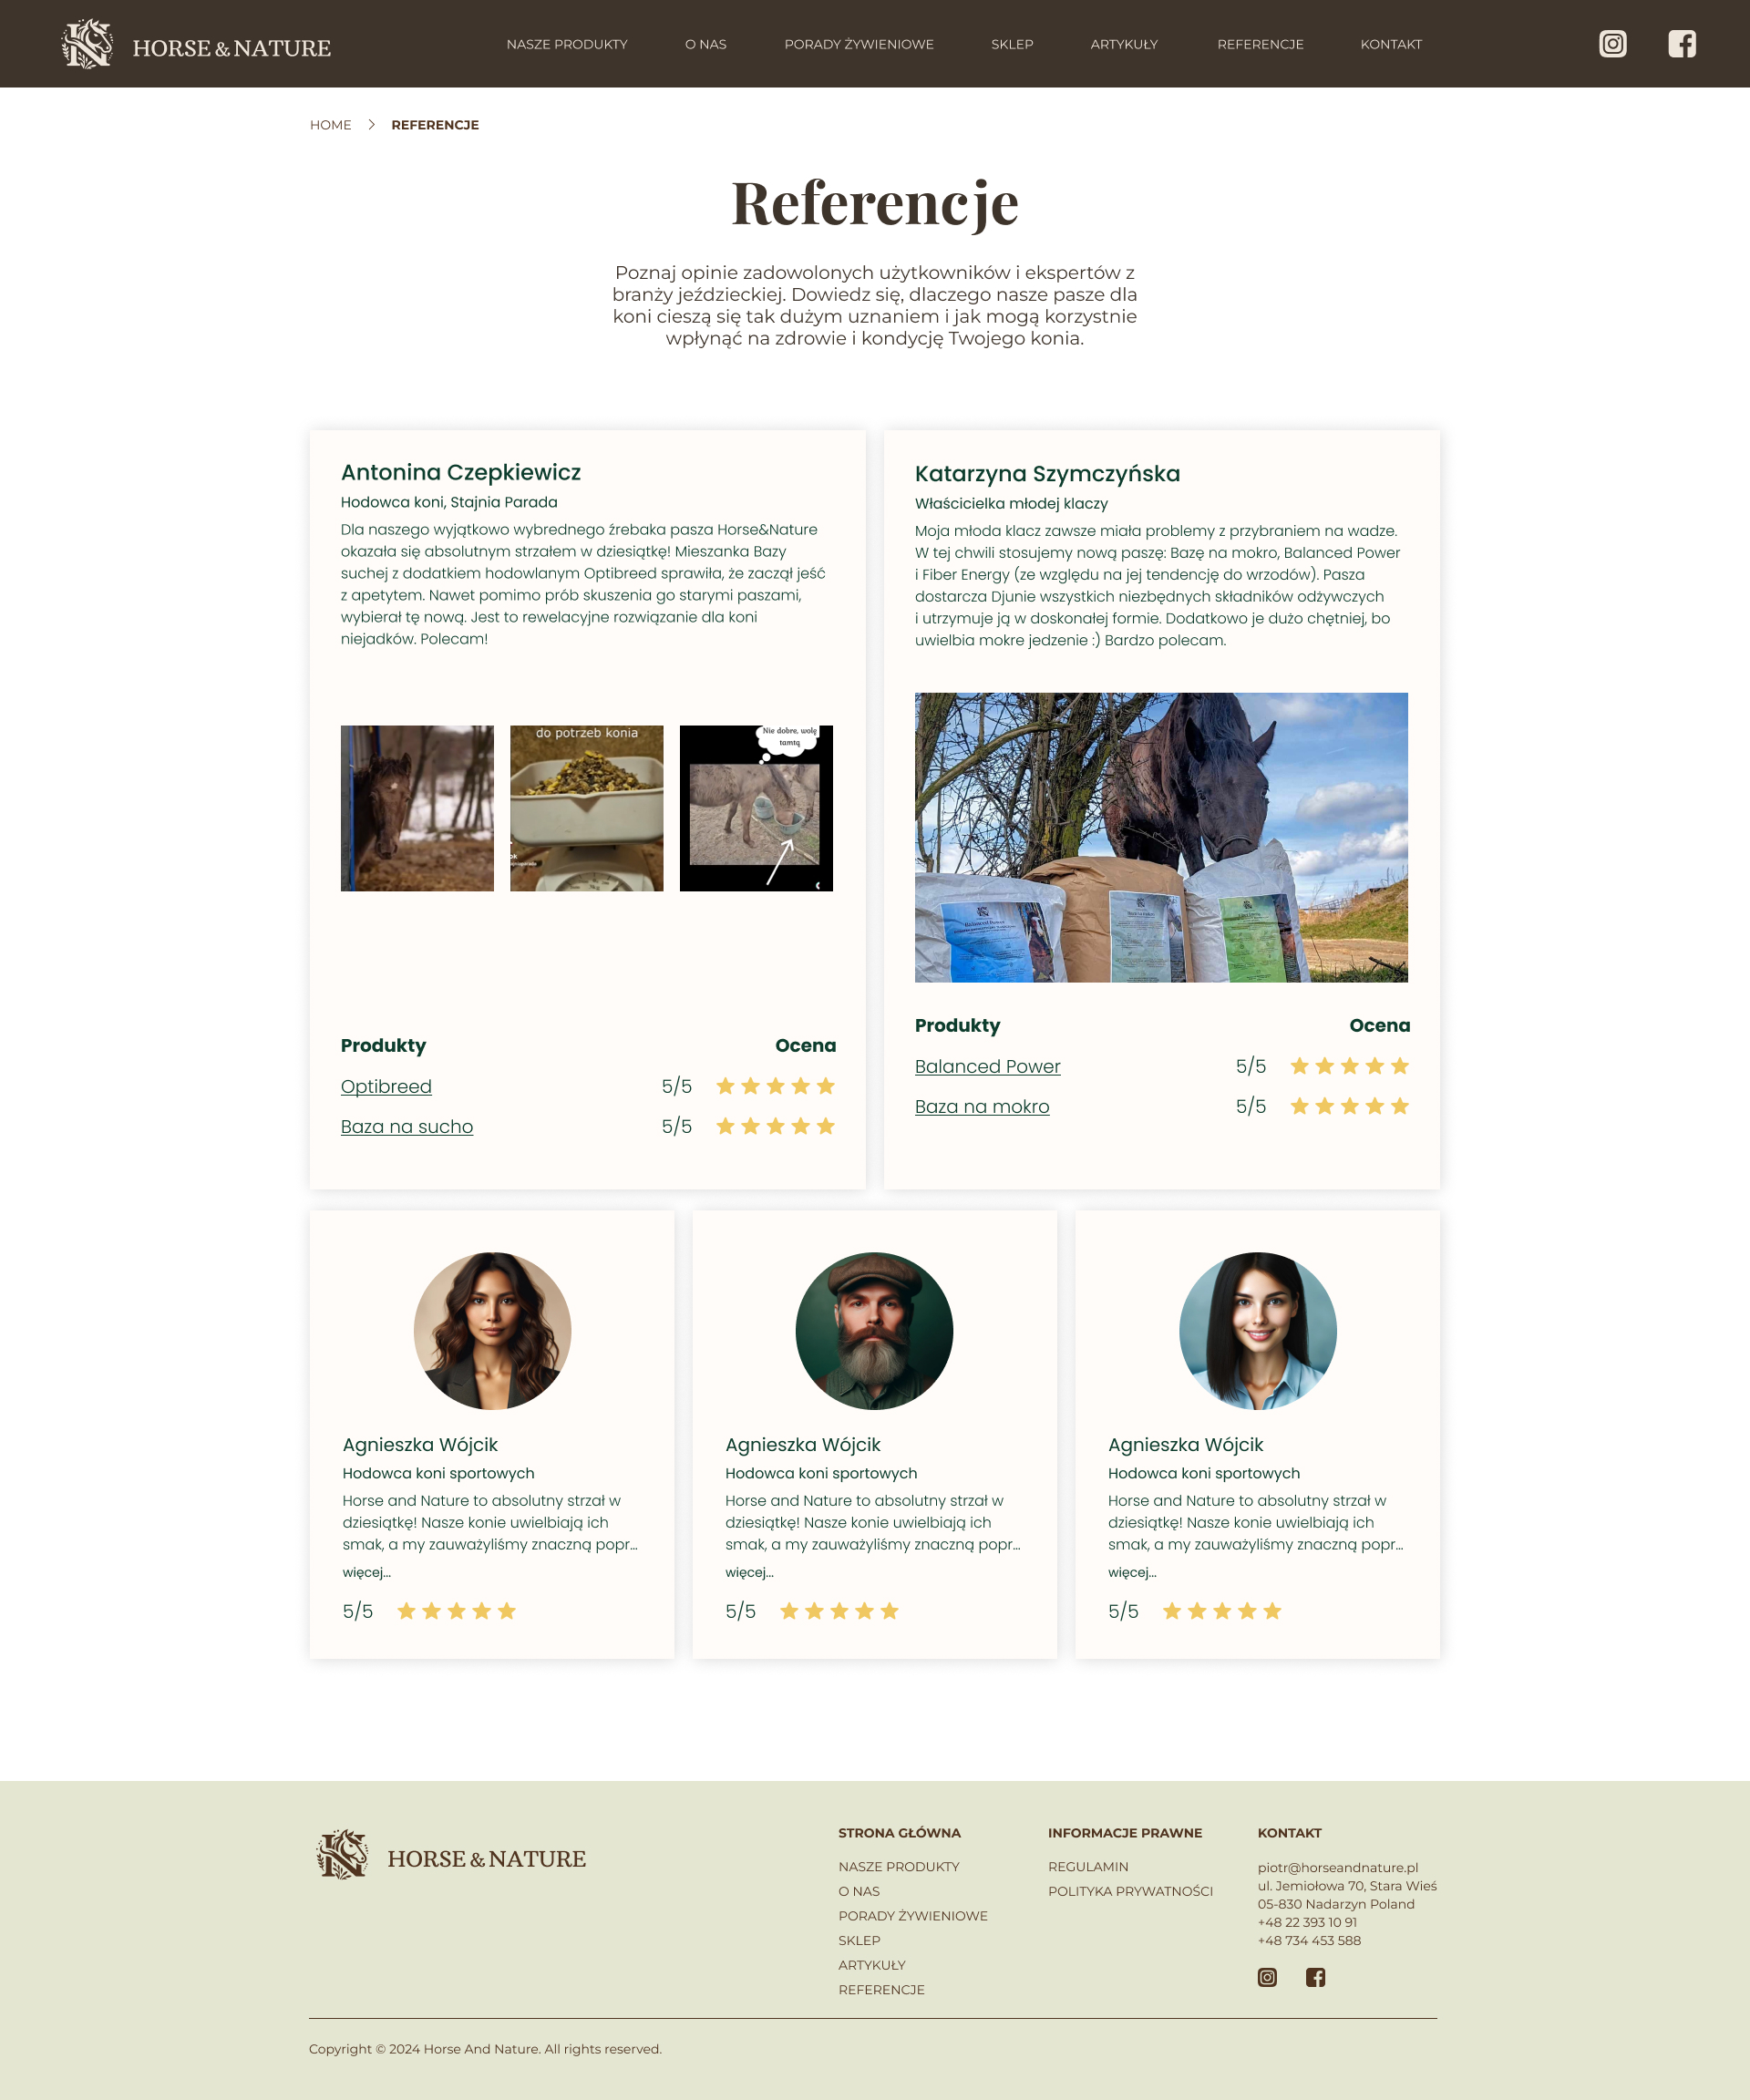 HORSE & NATURE
NASZE PRODUKTY
O NAS
PORADY ŻYWIENIOWE
SKLEP
ARTYKUŁY
REFERENCJE
KONTAKT
HOME
REFERENCJE
Referencje
Poznaj opinie zadowolonych użytkowników i ekspertów z
branży jeździeckiej. Dowiedz się, dlaczego nasze pasze dla
koni cieszą się tak dużym uznaniem i jak mogą korzystnie
wpłynąć na zdrowie i kondycję Twojego konia.
Antonina Czepkiewicz
Hodowca koni, Stajnia Parada
Dla naszego wyjątkowo wybrednego źrebaka pasza Horse&Nature
okazała się absolutnym strzałem w dziesiątkę! Mieszanka Bazy
suchej z dodatkiem hodowlanym Optibreed sprawiła, że zaczął jeść
z apetytem. Nawet pomimo prób skuszenia go starymi paszami,
wybierał tę nową. Jest to rewelacyjne rozwiązanie dla koni
niejadków. Polecam!
do potrzeb konia
Nie dobre, wolę
tamtą
Produkty Ocena
Optibreed 5/5
Baza na sucho 5/5
Katarzyna Szymczyńska
Właścicielka młodej klaczy
Moja młoda klacz zawsze miała problemy z przybraniem na wadze.
W tej chwili stosujemy nową paszę: Bazę na mokro, Balanced Power
i Fiber Energy (ze względu na jej tendencję do wrzodów). Pasza
dostarcza Djunie wszystkich niezbędnych składników odżywczych
i utrzymuje ją w doskonałej formie. Dodatkowo je dużo chętniej, bo
uwielbia mokre jedzenie :) Bardzo polecam.
Produkty Ocena
Balanced Power 5/5
Baza na mokro 5/5
Agnieszka Wójcik
Hodowca koni sportowych
Horse and Nature to absolutny strzał w
dziesiątkę! Nasze konie uwielbiają ich
smak, a my zauważyliśmy znaczną popr...
więcej...
5/5
Agnieszka Wójcik
Hodowca koni sportowych
Horse and Nature to absolutny strzał w
dziesiątkę! Nasze konie uwielbiają ich
smak, a my zauważyliśmy znaczną popr...
więcej...
5/5
Agnieszka Wójcik
Hodowca koni sportowych
Horse and Nature to absolutny strzał w
dziesiątkę! Nasze konie uwielbiają ich
smak, a my zauważyliśmy znaczną popr...
więcej...
5/5
HORSE & NATURE
STRONA GŁÓWNA
NASZE PRODUKTY
O NAS
PORADY ŻYWIENIOWE
SKLEP
ARTYKUŁY
REFERENCJE
INFORMACJE PRAWNE
REGULAMIN
POLITYKA PRYWATNOŚCI
KONTAKT
piotr@horseandnature.pl
ul. Jemiołowa 70, Stara Wieś
05-830 Nadarzyn Poland
+48 22 393 10 91
+48 734 453 588
Copyright © 2024 Horse And Nature. All rights reserved.